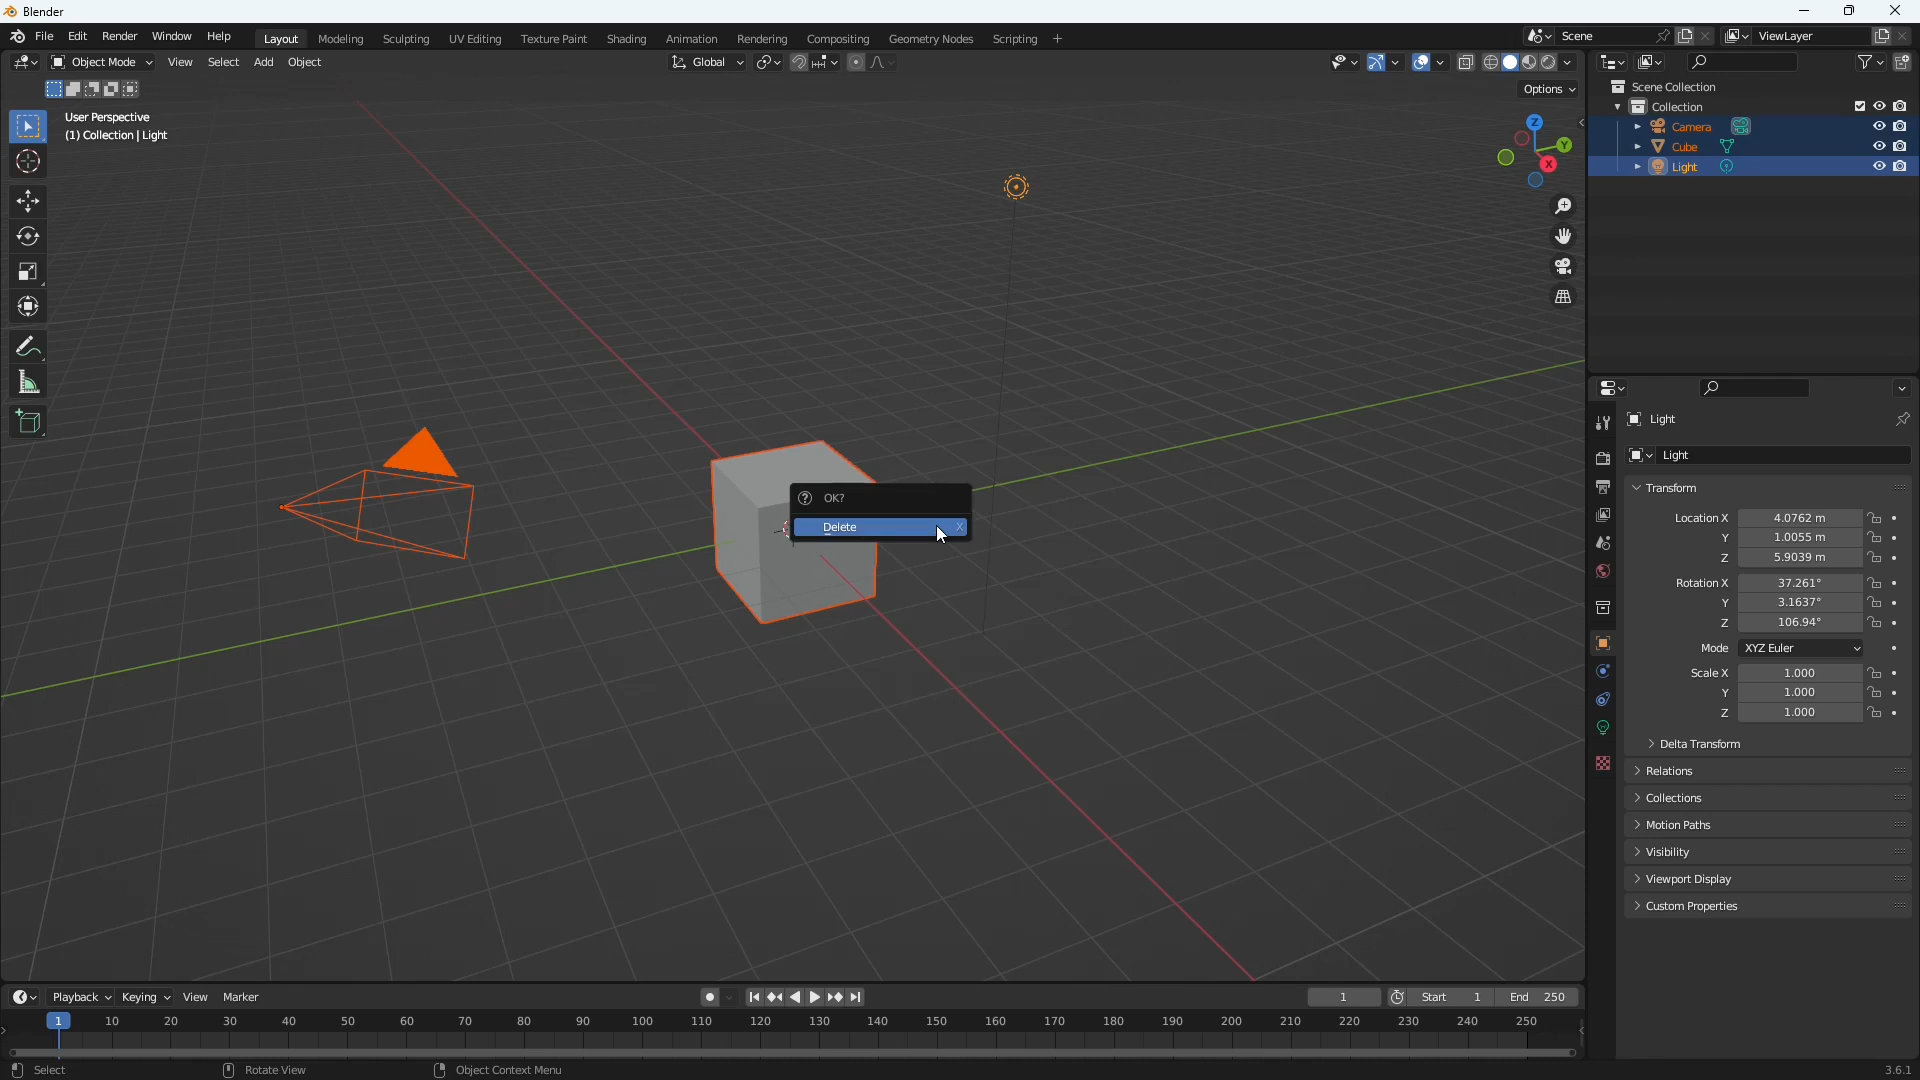 Blender
File Edit Render Window Help Layout Modeling Sculpting UV Editing Texture Paint Shading Animation Rendering Compositing Geometry Nodes Scripting + Scene ViewLayer
Object Mode View Select Add Object Global
Options
User Perspective
(1) Collection | Light
Z
Y
X
OK?
Delete X
Scene Collection
Collection
Camera
Cube
Light
Light
Light
Transform
Location X 4.0762 m
Y 1.0055 m
Z 5.9039 m
Rotation X 37.261°
Y 3.1637°
Z 106.94°
Mode XYZ Euler
Scale X 1.000
Y 1.000
Z 1.000
Delta Transform
Relations
Collections
Motion Paths
Visibility
Viewport Display
Custom Properties
Playback Keying View Marker 1 Start 1 End 250
1 10 20 30 40 50 60 70 80 90 100 110 120 130 140 150 160 170 180 190 200 210 220 230 240 250
Select Rotate View Object Context Menu 3.6.1